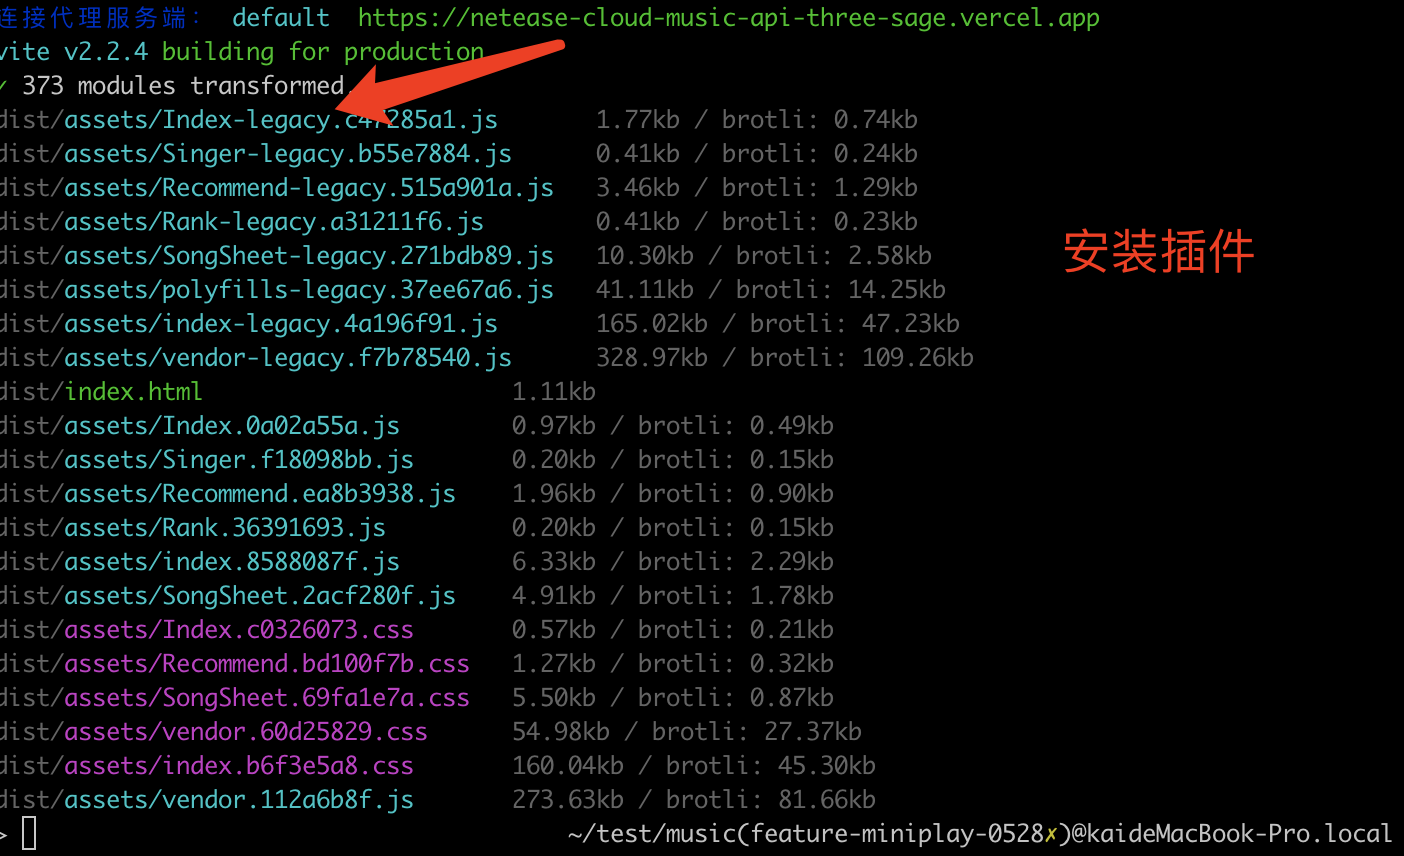 连接代理服务端： default https://netease-cloud-music-api-three-sage.vercel.app
vite v2.2.4 building for production
✓ 373 modules transformed.
dist/assets/Index-legacy.c47285a1.js 1.77kb / brotli: 0.74kb
dist/assets/Singer-legacy.b55e7884.js 0.41kb / brotli: 0.24kb
dist/assets/Recommend-legacy.515a901a.js 3.46kb / brotli: 1.29kb
dist/assets/Rank-legacy.a31211f6.js 0.41kb / brotli: 0.23kb
安装插件
dist/assets/SongSheet-legacy.271bdb89.js 10.30kb / brotli: 2.58kb
dist/assets/polyfills-legacy.37ee67a6.js 41.11kb / brotli: 14.25kb
dist/assets/index-legacy.4a196f91.js 165.02kb / brotli: 47.23kb
dist/assets/vendor-legacy.f7b78540.js 328.97kb / brotli: 109.26kb
dist/index.html 1.11kb
dist/assets/Index.0a02a55a.js 0.97kb / brotli: 0.49kb
dist/assets/Singer.f18098bb.js 0.20kb / brotli: 0.15kb
dist/assets/Recommend.ea8b3938.js 1.96kb / brotli: 0.90kb
dist/assets/Rank.36391693.js 0.20kb / brotli: 0.15kb
dist/assets/index.8588087f.js 6.33kb / brotli: 2.29kb
dist/assets/SongSheet.2acf280f.js 4.91kb / brotli: 1.78kb
dist/assets/Index.c0326073.css 0.57kb / brotli: 0.21kb
dist/assets/Recommend.bd100f7b.css 1.27kb / brotli: 0.32kb
dist/assets/SongSheet.69fa1e7a.css 5.50kb / brotli: 0.87kb
dist/assets/vendor.60d25829.css 54.98kb / brotli: 27.37kb
dist/assets/index.b6f3e5a8.css 160.04kb / brotli: 45.30kb
dist/assets/vendor.112a6b8f.js 273.63kb / brotli: 81.66kb
> ~/test/music(feature-miniplay-0528✗)@kaideMacBook-Pro.local